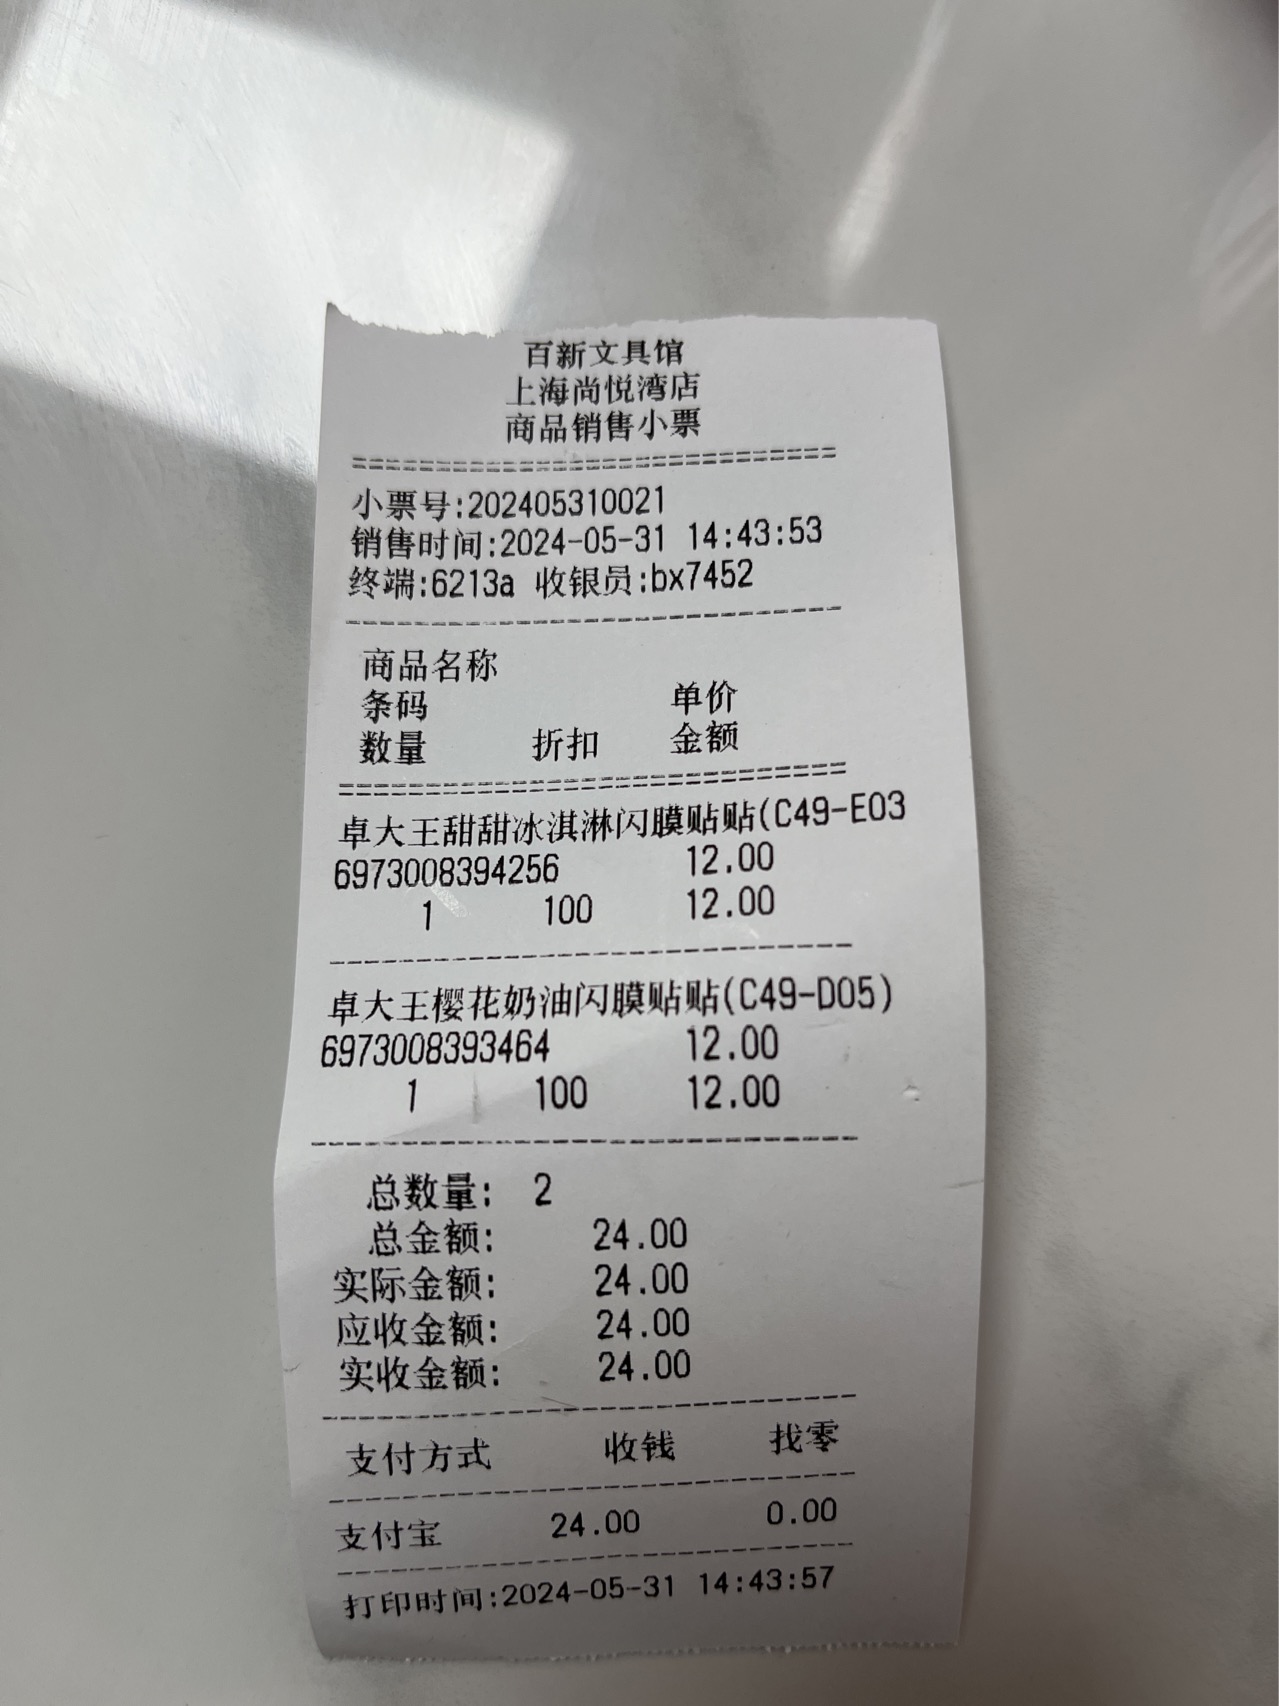 百新文具馆
上海尚悦湾店
商品销售小票
小票号:202405310021
销售时间:2024-05-31 14:43:53
终端:6213a 收银员:bx7452
商品名称
条码 单价
数量 折扣 金额
卓大王甜甜冰淇淋闪膜贴贴(C49-E03
6973008394256 12.00
1 100 12.00
卓大王樱花奶油闪膜贴贴(C49-D05)
6973008393464 12.00
1 100 12.00
总数量: 2
总金额: 24.00
实际金额: 24.00
应收金额: 24.00
实收金额: 24.00
支付方式 收钱 找零
支付宝 24.00 0.00
打印时间:2024-05-31 14:43:57